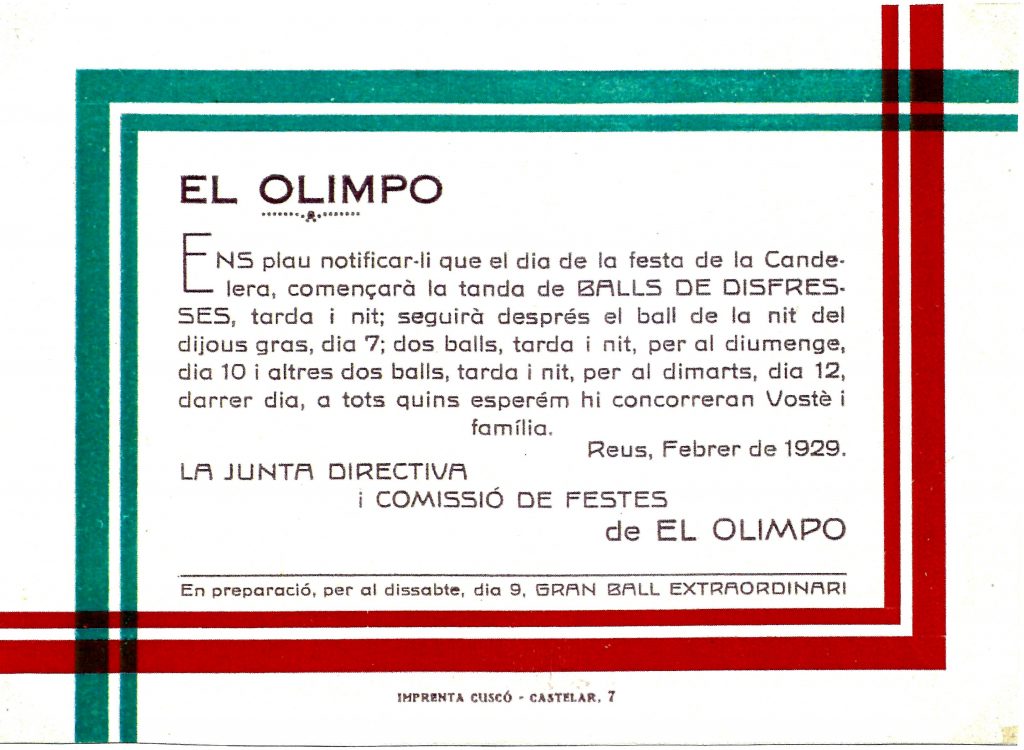 EL OLIMPO
ENS plau notificar-li que el dia de la festa de la Cande-
lera, començarà la tanda de BALLS DE DISFRES-
SES, tarda i nit; seguirà després el ball de la nit del
dijous gras, dia 7; dos balls, tarda i nit, per al diumenge,
dia 10 i altres dos balls, tarda i nit, per al dimarts, dia 12,
darrer dia, a tots quins esperém hi concorreran Vostè i
família.
Reus, Febrer de 1929.
LA JUNTA DIRECTIVA
i COMISSIÓ DE FESTES
de EL OLIMPO
En preparació, per al dissabte, dia 9, GRAN BALL EXTRAORDINARI
IMPRENTA CUSCÓ - CASTELAR, 7